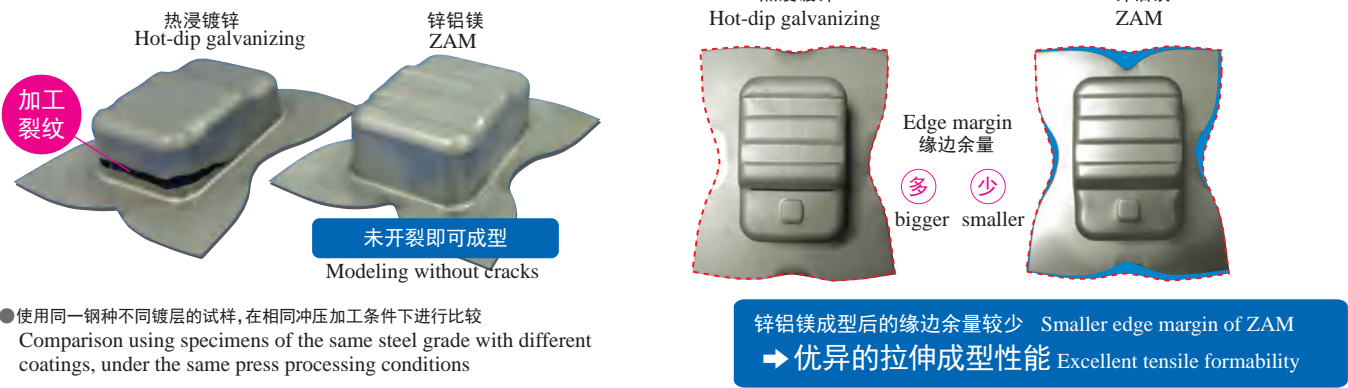 热浸镀锌
Hot-dip galvanizing
锌铝镁
ZAM
加工
裂纹
未开裂即可成型
Modeling without cracks
●使用同一钢种不同镀层的试样,在相同冲压加工条件下进行比较
Comparison using specimens of the same steel grade with different
coatings, under the same press processing conditions
Hot-dip galvanizing
ZAM
Edge margin
缘边余量
多
少
bigger
smaller
锌铝镁成型后的缘边余量较少 Smaller edge margin of ZAM
➡优异的拉伸成型性能 Excellent tensile formability